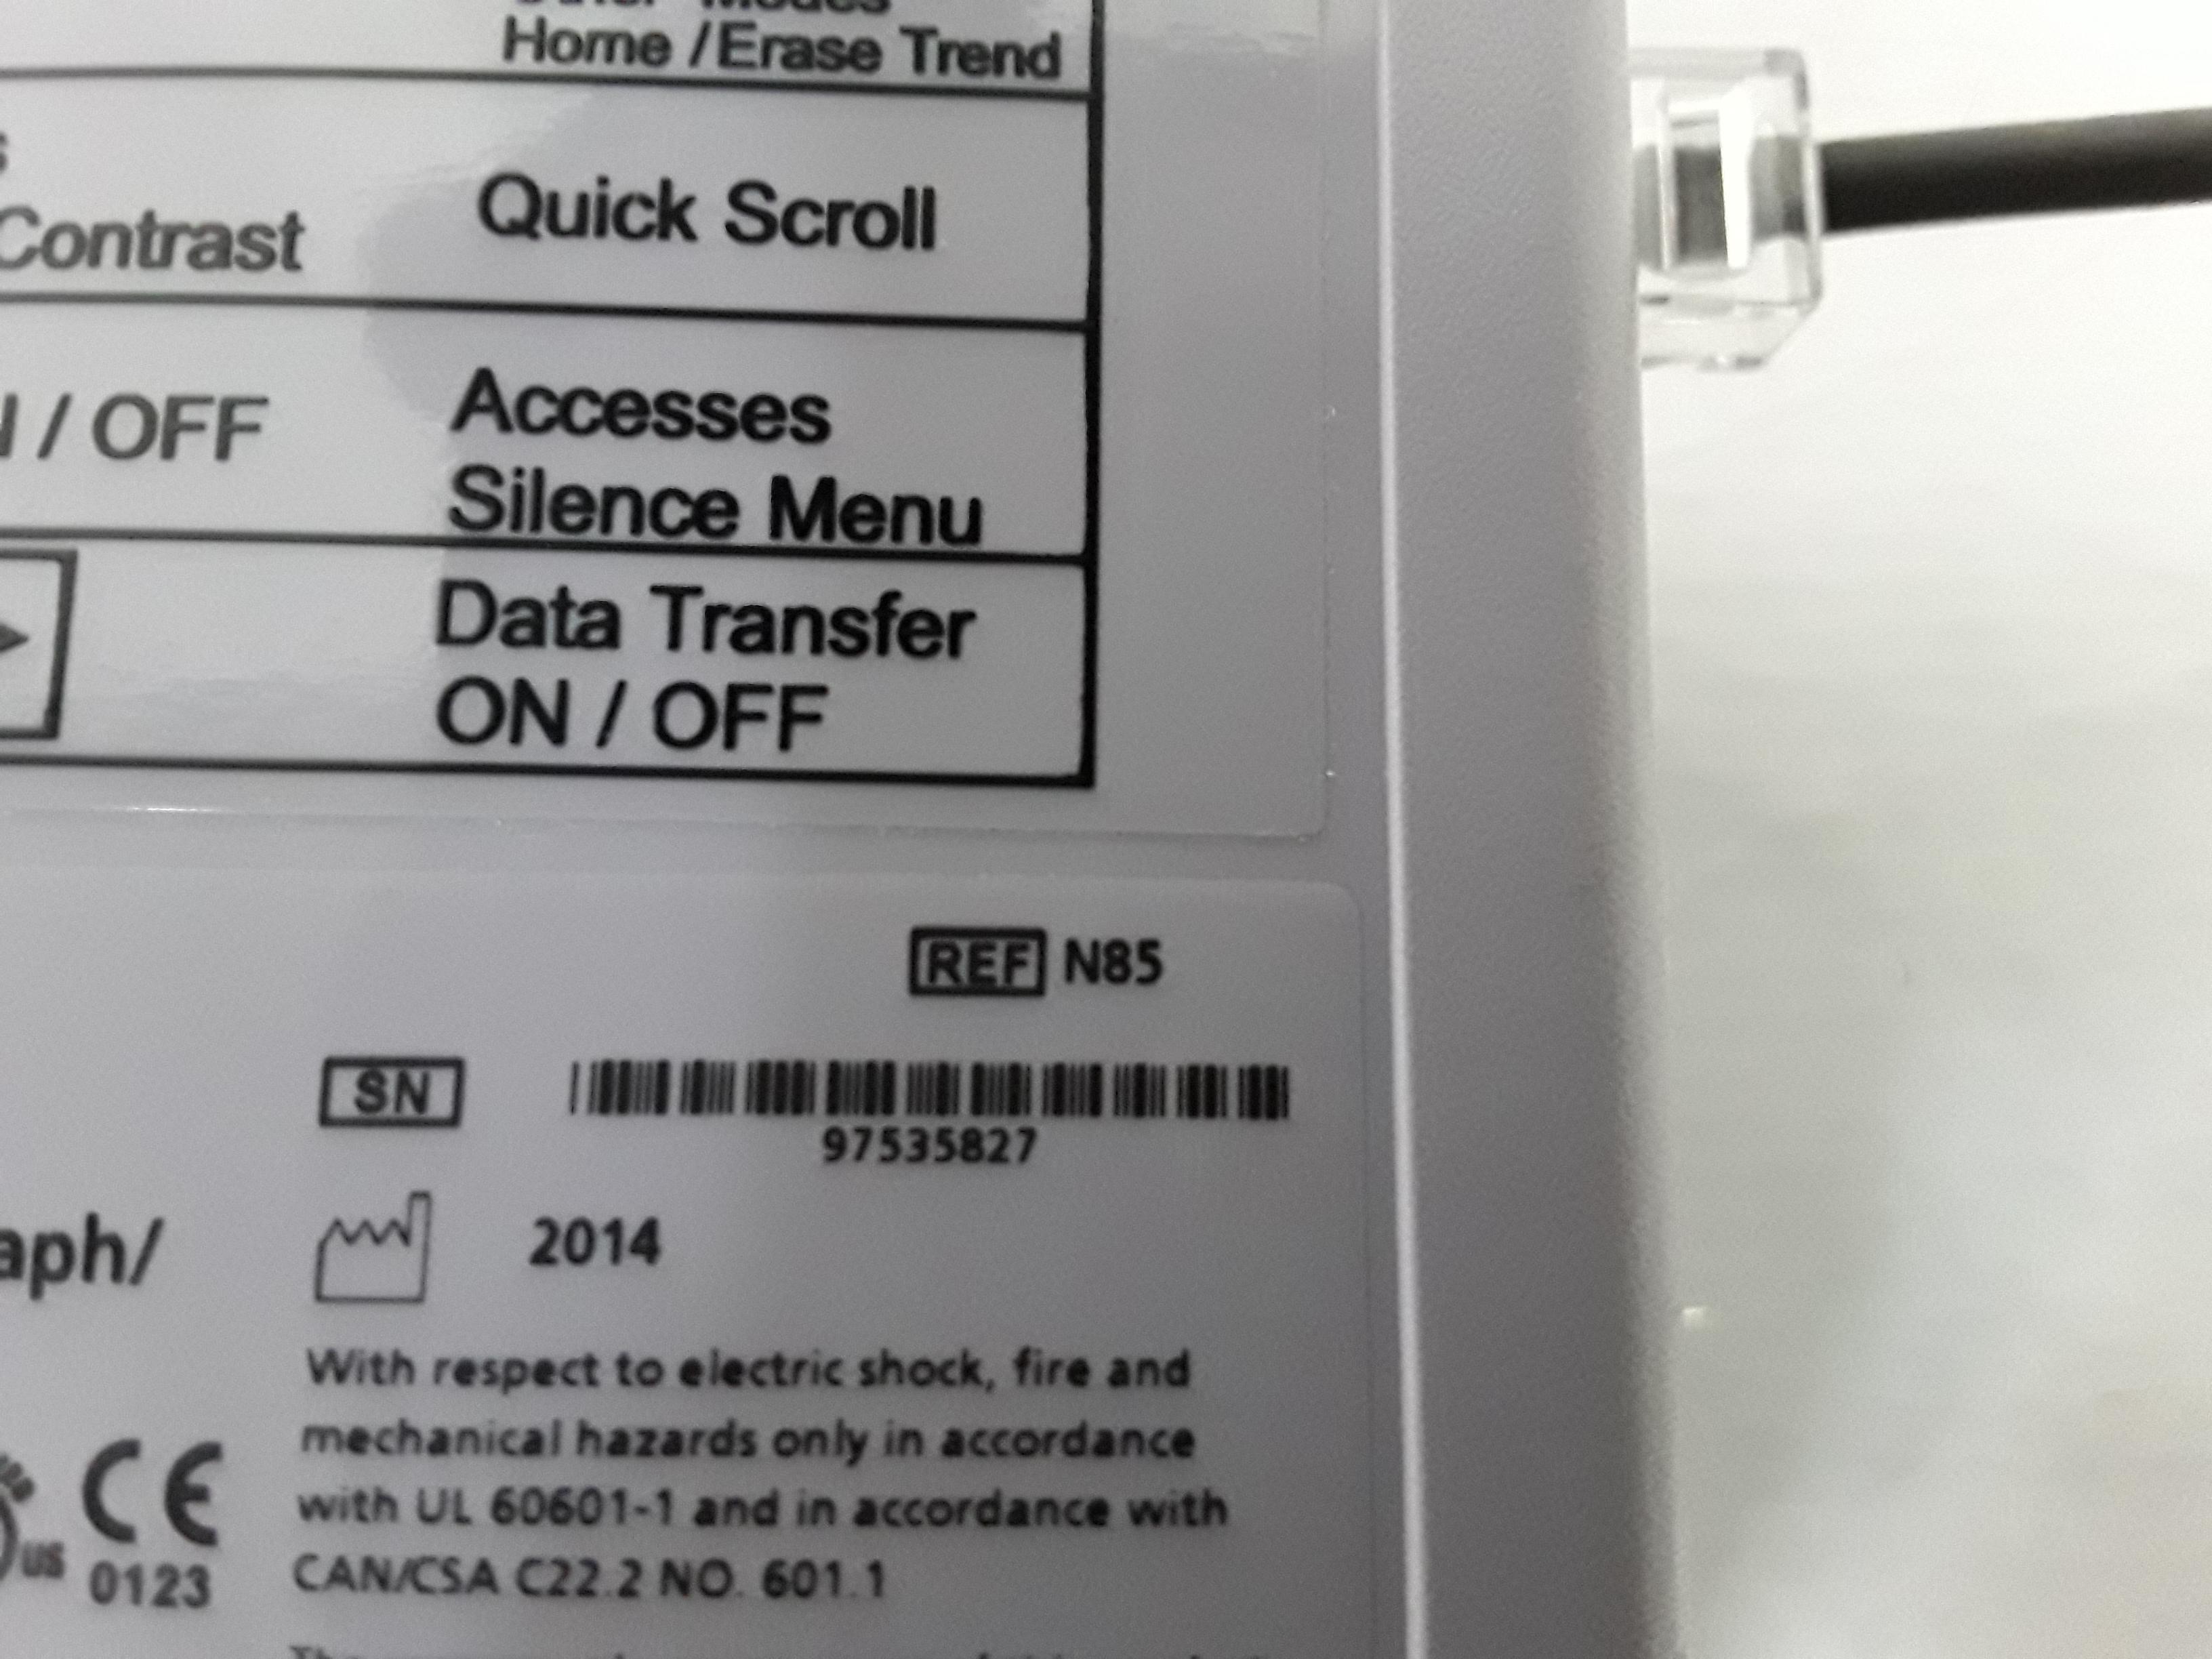 Other Modes
Home / Erase Trend
Contrast
Quick Scroll
/ OFF
Accesses
Silence Menu
Data Transfer
ON / OFF
REF N85
SN
97535827
aph/
2014
With respect to electric shock, fire and
mechanical hazards only in accordance
with UL 60601-1 and in accordance with
CAN/CSA C22.2 NO. 601.1
US
CE
0123